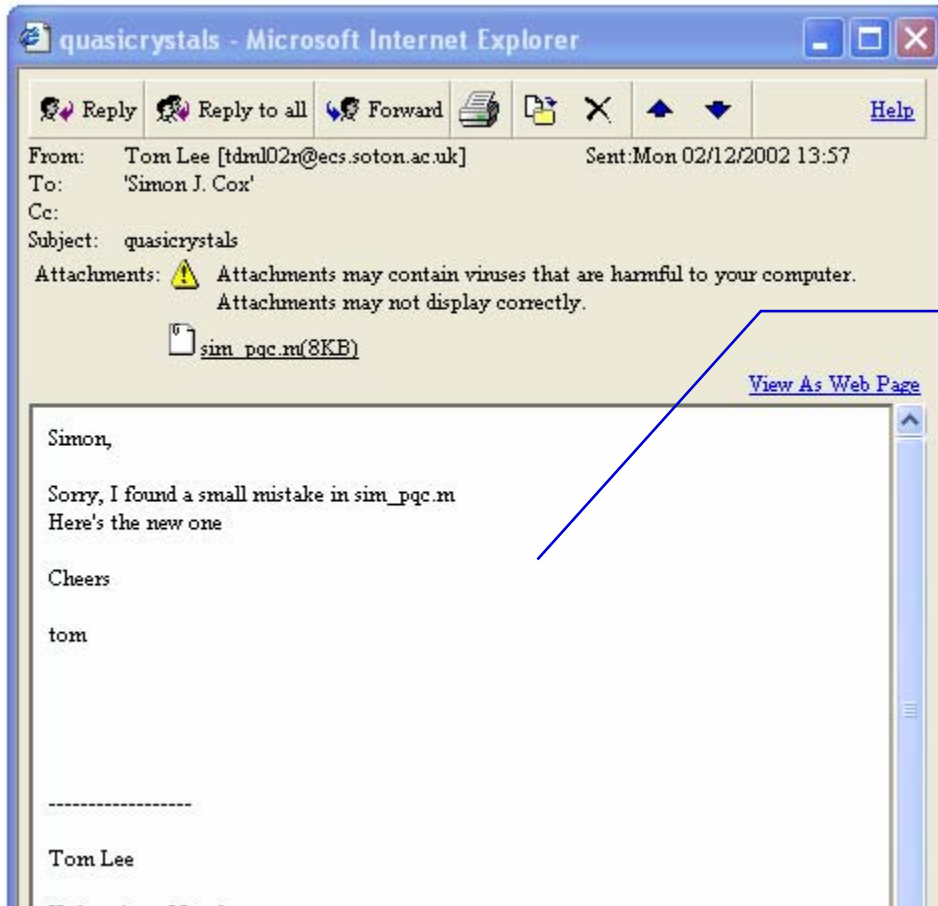 quasicrystals - Microsoft Internet Explorer
Reply Reply to all Forward Help
From: Tom Lee [tdml02r@ecs.soton.ac.uk] Sent:Mon 02/12/2002 13:57
To: 'Simon J. Cox'
Cc:
Subject: quasicrystals
Attachments: Attachments may contain viruses that are harmful to your computer.
Attachments may not display correctly.
sim_pqc.m(8KB)
View As Web Page
Simon,
Sorry, I found a small mistake in sim_pqc.m
Here's the new one
Cheers
tom
------------------
Tom Lee